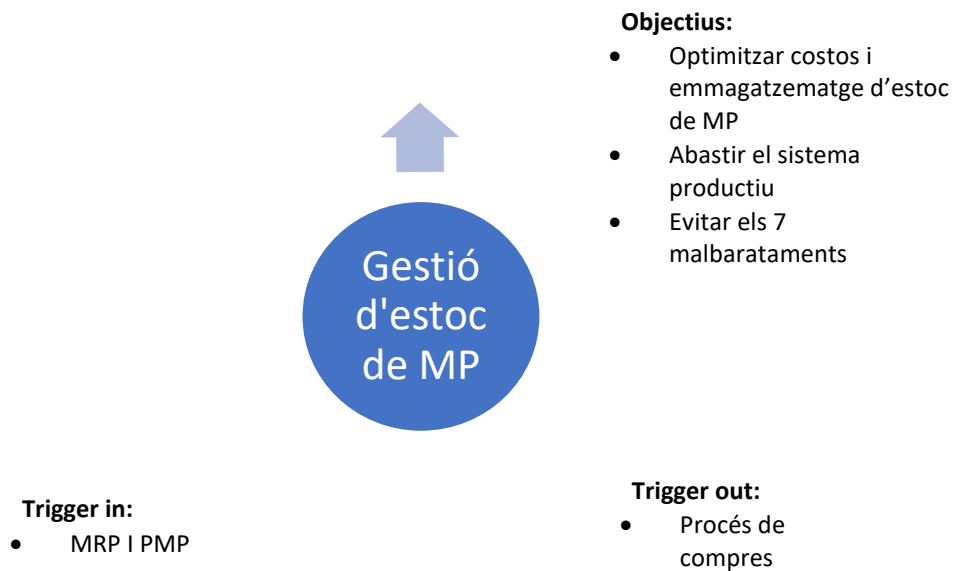 Objectius:
• Optimitzar costos i
emmagatzematge d’estoc
de MP
• Abastir el sistema
productiu
• Evitar els 7
malbarataments
Gestió
d'estoc
de MP
Trigger in:
• MRP I PMP
Trigger out:
• Procés de
compres